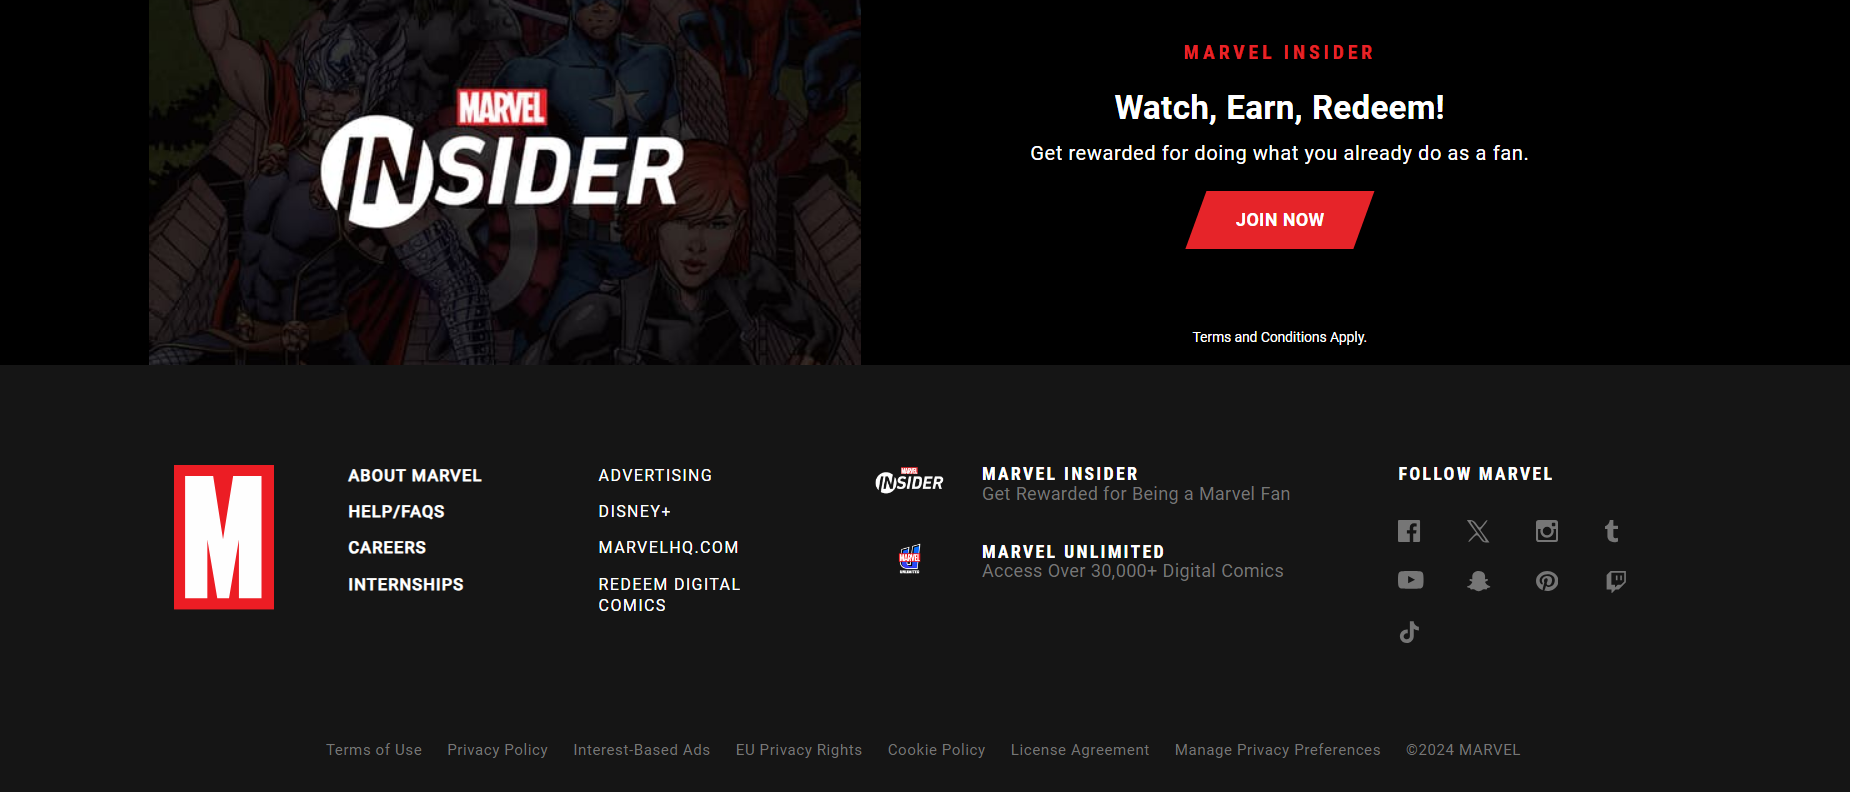 MARVEL
INSIDER
MARVEL INSIDER
Watch, Earn, Redeem!
Get rewarded for doing what you already do as a fan.
JOIN NOW
Terms and Conditions Apply.
M
ABOUT MARVEL
HELP/FAQS
CAREERS
INTERNSHIPS
ADVERTISING
DISNEY+
MARVELHQ.COM
REDEEM DIGITAL
COMICS
MARVEL
INSIDER
MARVEL INSIDER
Get Rewarded for Being a Marvel Fan
U
MARVEL
UNLIMITED
MARVEL UNLIMITED
Access Over 30,000+ Digital Comics
FOLLOW MARVEL
Terms of Use Privacy Policy Interest-Based Ads EU Privacy Rights Cookie Policy License Agreement Manage Privacy Preferences ©2024 MARVEL